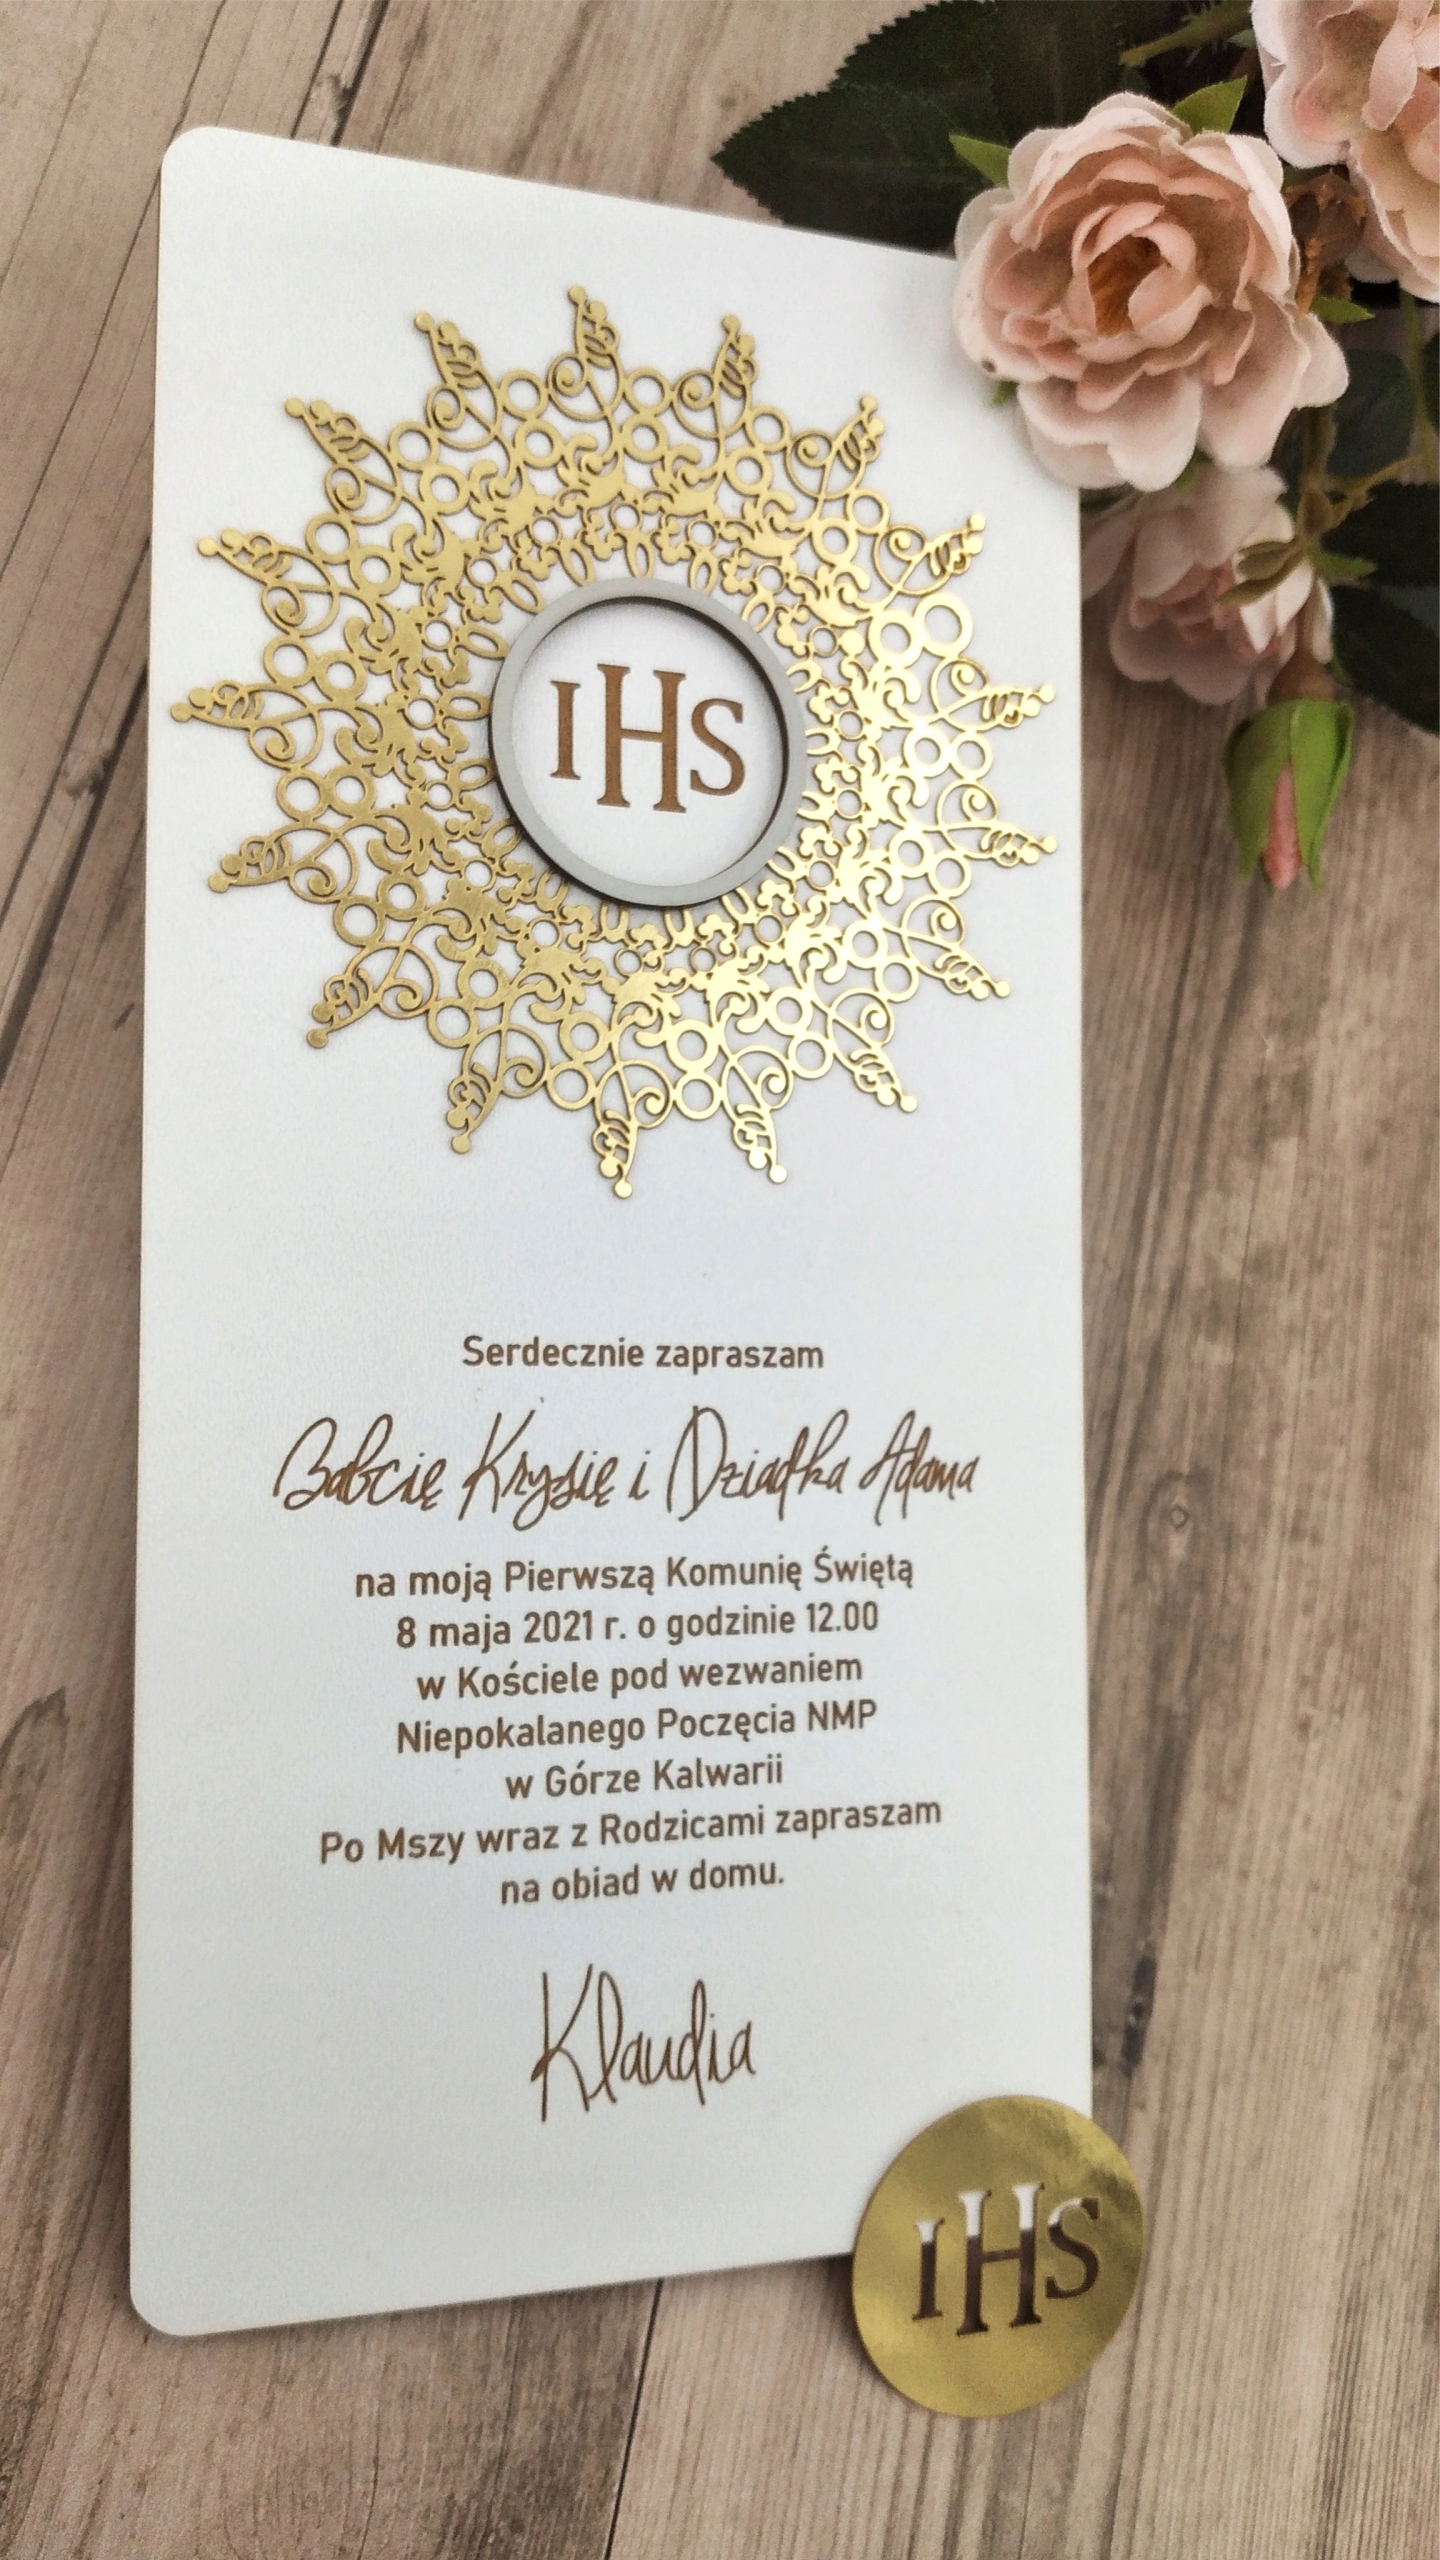 IHS
Serdecznie zapraszam
Babcię Krysię i Dziadka Adama
na moją Pierwszą Komunię Świętą
8 maja 2021 r. o godzinie 12.00
w Kościele pod wezwaniem
Niepokalanego Poczęcia NMP
w Górze Kalwarii
Po Mszy wraz z Rodzicami zapraszam
na obiad w domu.
Klaudia
IHS